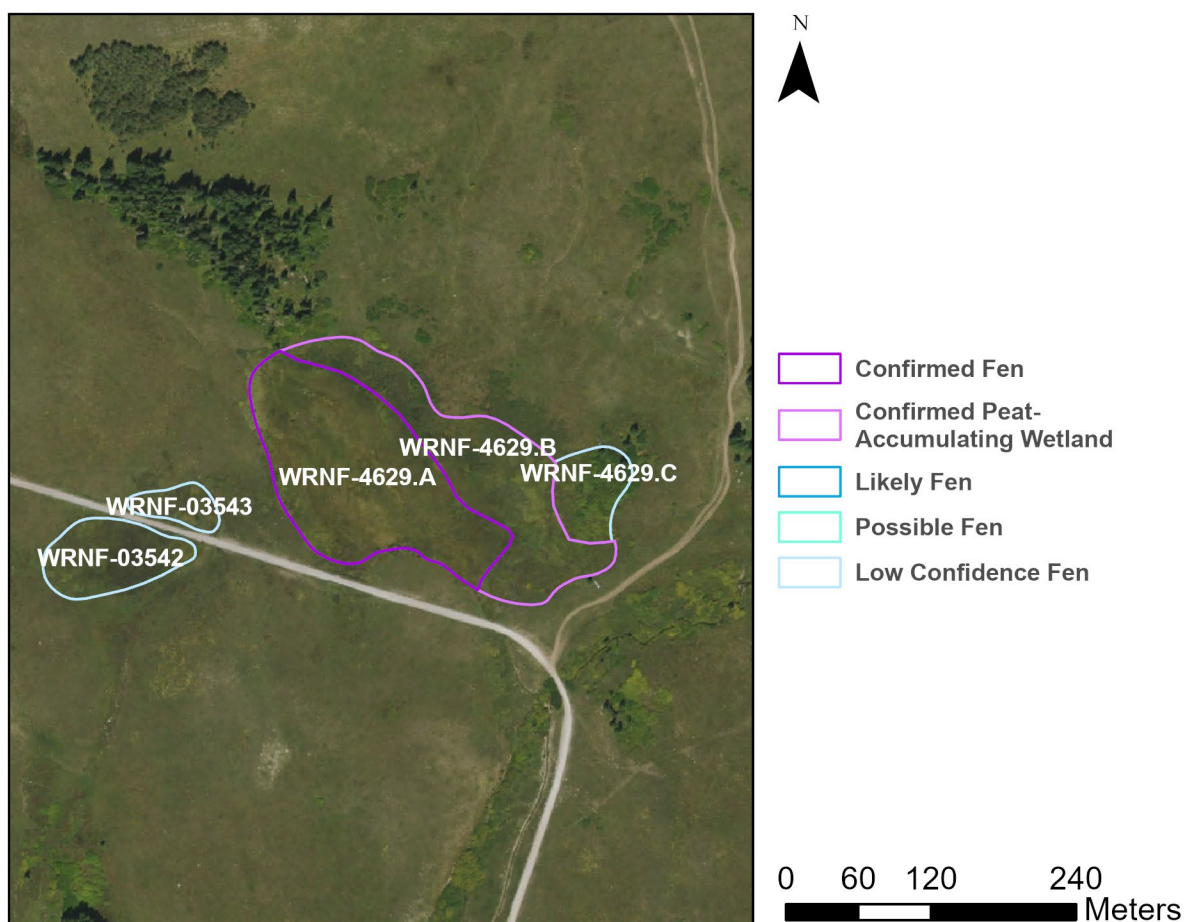 N
WRNF-4629.B
WRNF-4629.A
WRNF-4629.C
WRNF-03543
WRNF-03542
Confirmed Fen
Confirmed Peat-
Accumulating Wetland
Likely Fen
Possible Fen
Low Confidence Fen
0 60 120 240
Meters